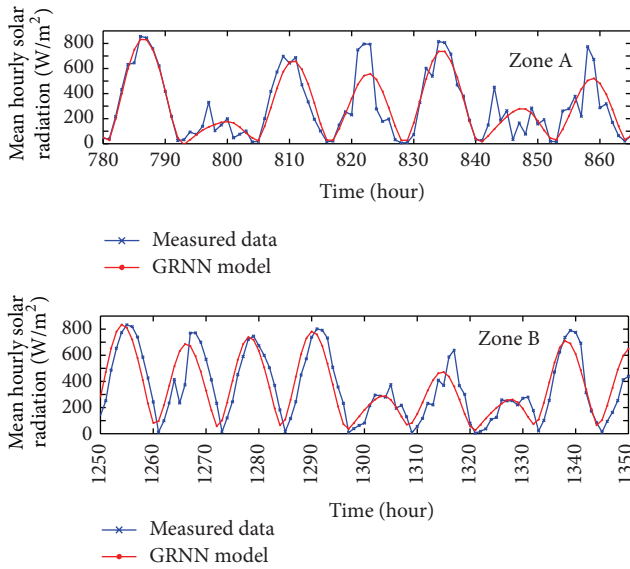 Mean hourly solar
radiation (W/m²)
800
600
400
200
0
Zone A
780 790 800 810 820 830 840 850 860
Time (hour)
Measured data
GRNN model
Mean hourly solar
radiation (W/m²)
800
600
400
200
0
Zone B
1250 1260 1270 1280 1290 1300 1310 1320 1330 1340 1350
Time (hour)
Measured data
GRNN model